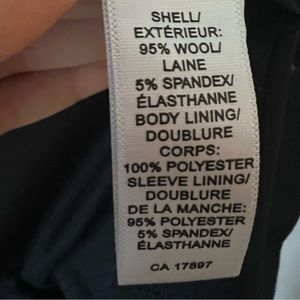 SHELL/
EXTÉRIEUR:
95% WOOL/
LAINE
5% SPANDEX/
ÉLASTHANNE
BODY LINING/
DOUBLURE
CORPS:
100% POLYESTER
SLEEVE LINING/
DOUBLURE
DE LA MANCHE:
95% POLYESTER
5% SPANDEX/
ÉLASTHANNE
CA 17897